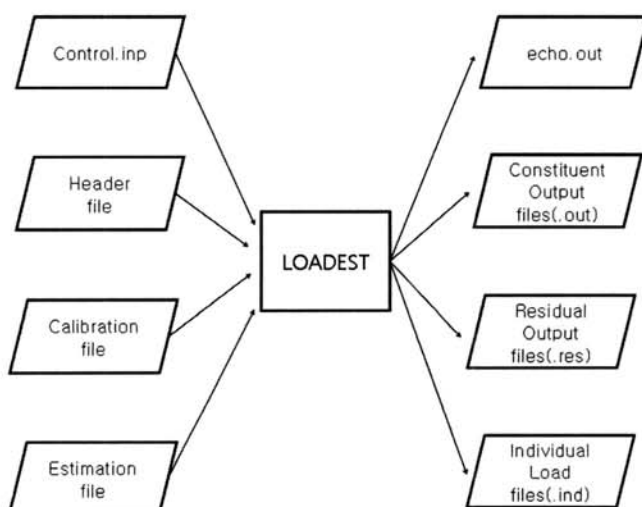 Control.inp
Header
file
Calibration
file
Estimation
file
LOADEST
echo.out
Constituent
Output
files(.out)
Residual
Output
files(.res)
Individual
Load
files(.ind)